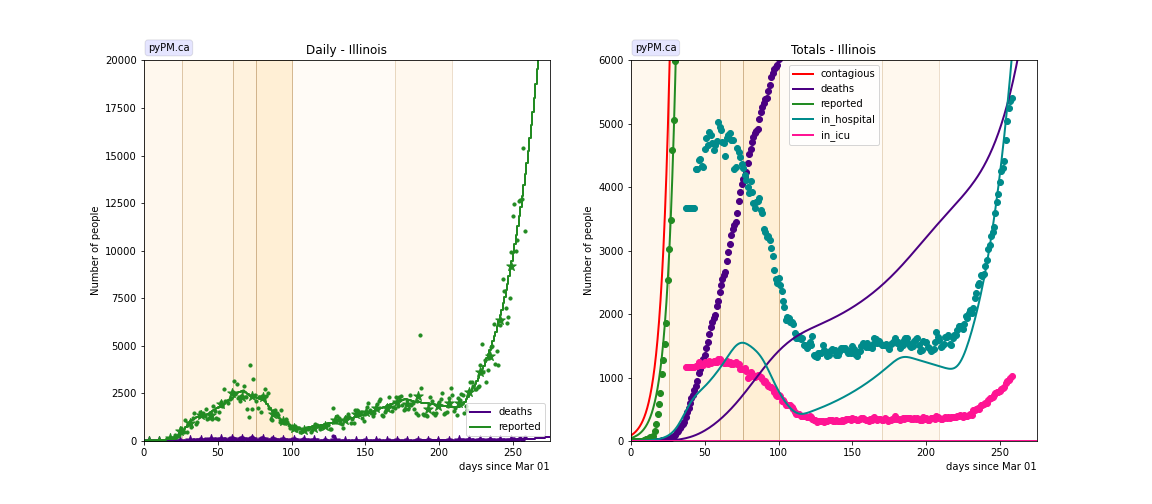 pyPM.ca
Daily - Illinois
20000
17500
15000
12500
10000
7500
5000
2500
0
Number of people
0
50
100
150
200
250
days since Mar 01
deaths
reported
pyPM.ca
Totals - Illinois
6000
5000
4000
3000
2000
1000
0
Number of people
0
50
100
150
200
250
days since Mar 01
contagious
deaths
reported
in_hospital
in_icu